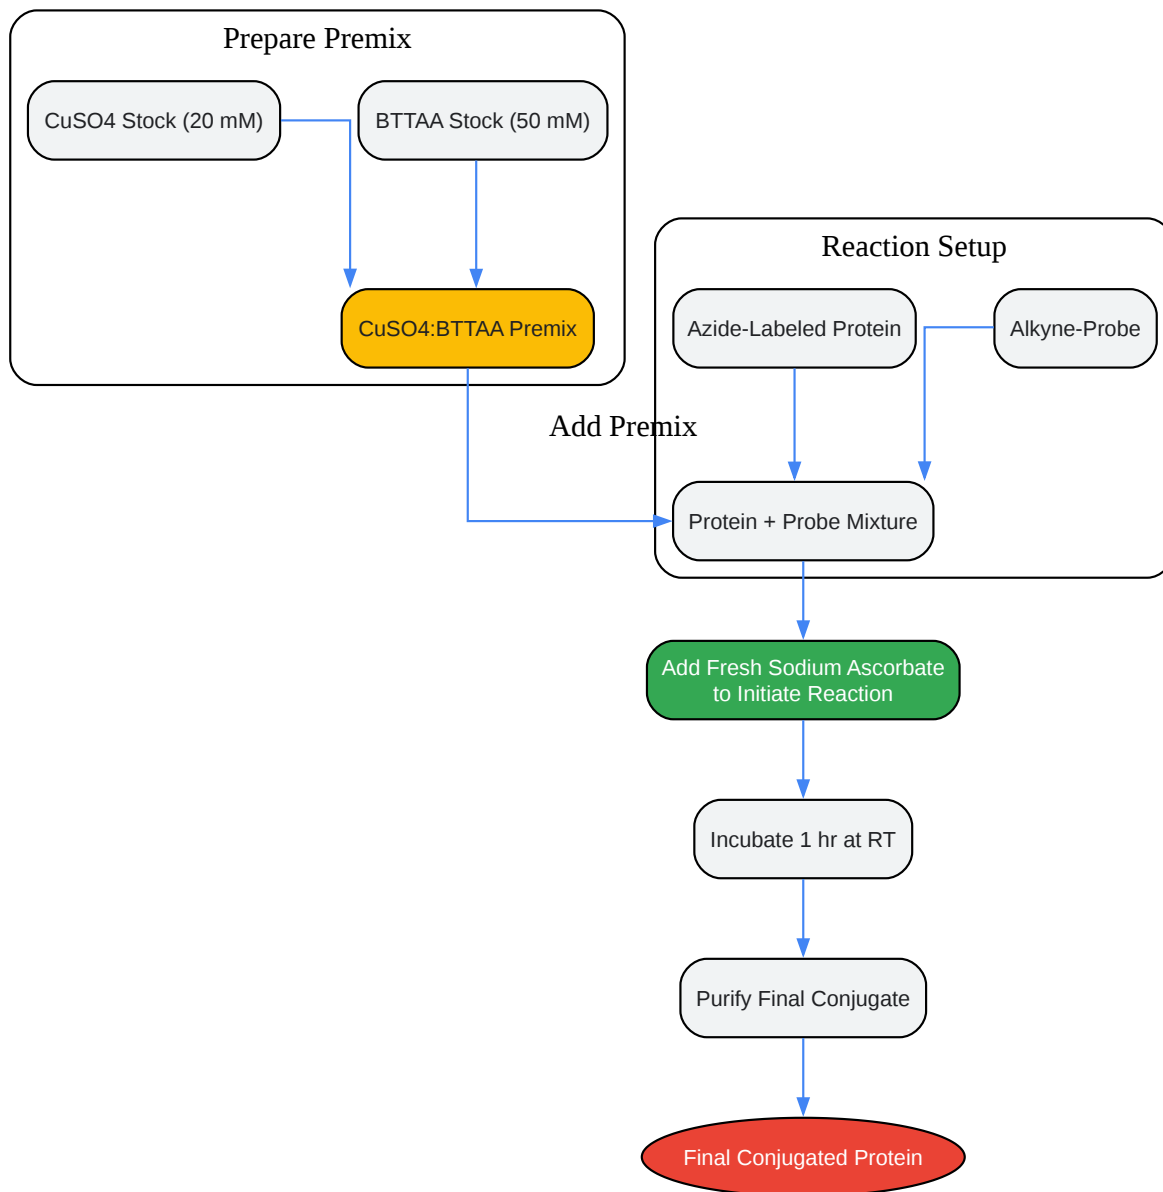 Prepare Premix
CuSO4 Stock (20 mM)
BTTAA Stock (50 mM)
CuSO4:BTTAA Premix
Reaction Setup
Azide-Labeled Protein
Alkyne-Probe
Add Premix
Protein + Probe Mixture
Add Fresh Sodium Ascorbate
to Initiate Reaction
Incubate 1 hr at RT
Purify Final Conjugate
Final Conjugated Protein